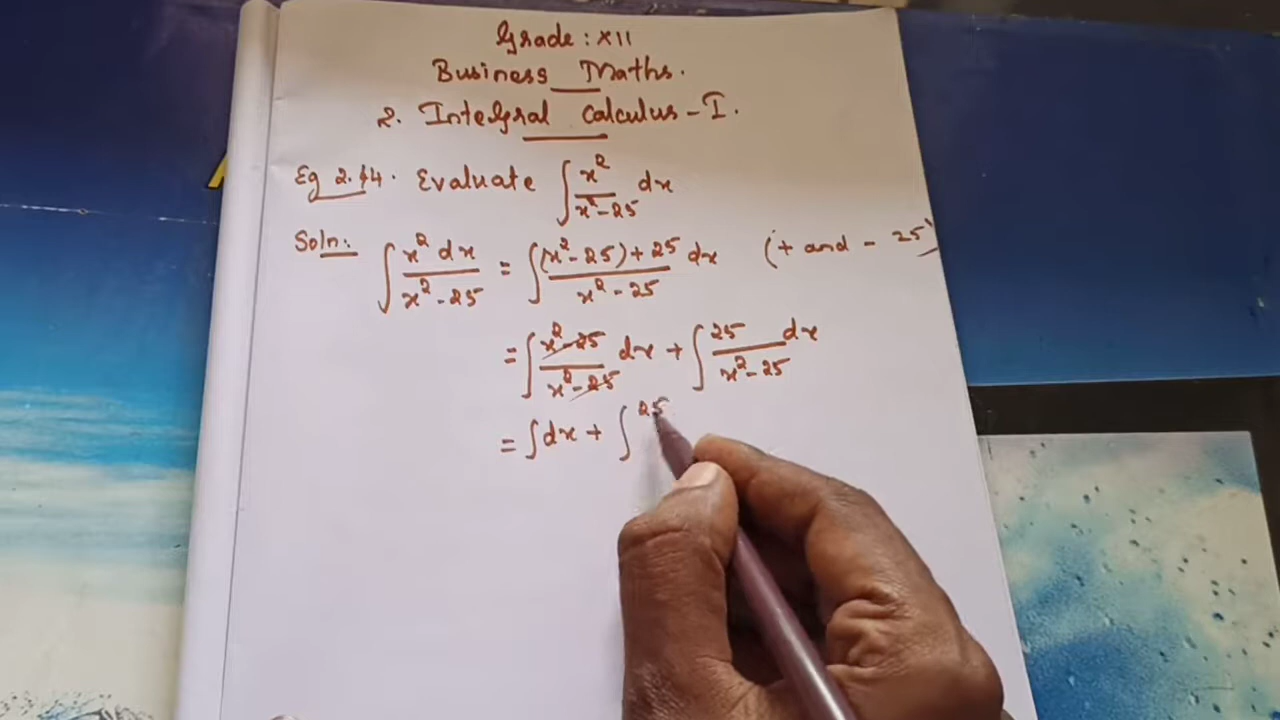 Grade: XII
Business Maths.
2. Integral Calculus - I.
Eg 2.44. Evaluate ∫ x²/(x²-25) dx
Soln: ∫ x² dx/(x²-25) = ∫ ((x²-25)+25)/(x²-25) dx (+ and - 25)
= ∫ (x²-25)/(x²-25) dx + ∫ 25/(x²-25) dx
= ∫ dx + ∫ 25